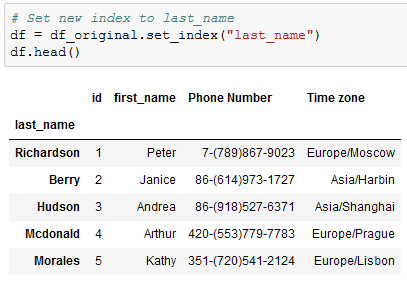 # Set new index to last_name
df = df_original.set_index("last_name")
df.head()
id first_name Phone Number Time zone
last_name
Richardson 1 Peter 7-(789)867-9023 Europe/Moscow
Berry 2 Janice 86-(614)973-1727 Asia/Harbin
Hudson 3 Andrea 86-(918)527-6371 Asia/Shanghai
Mcdonald 4 Arthur 420-(553)779-7783 Europe/Prague
Morales 5 Kathy 351-(720)541-2124 Europe/Lisbon